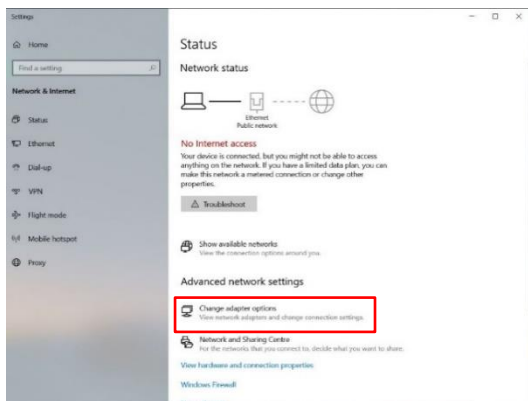 Settings
Home
Find a setting
Network & Internet
Status
Ethernet
Dial-up
VPN
Flight mode
Mobile hotspot
Proxy
Status
Network status
Ethernet
Public network
No Internet access
Your device is connected, but you might not be able to access
anything on the network. If you have a limited data plan, you can
make this network a metered connection or change other
properties.
Troubleshoot
Show available networks
View the connection options around you.
Advanced network settings
Change adapter options
View network adapters and change connection settings.
Network and Sharing Centre
For the networks that you connect to, decide what you want to share.
View hardware and connection properties
Windows Firewall